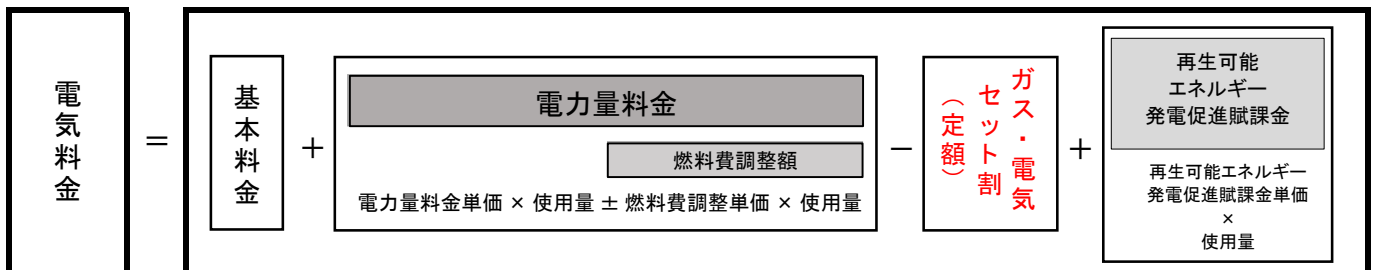 電気料金
＝
基本料金
＋
電力量料金
燃料費調整額
電力量料金単価 × 使用量 ± 燃料費調整単価 × 使用量
－
ガス・電気
セット割
（定額）
＋
再生可能
エネルギー
発電促進賦課金
再生可能エネルギー
発電促進賦課金単価
×
使用量